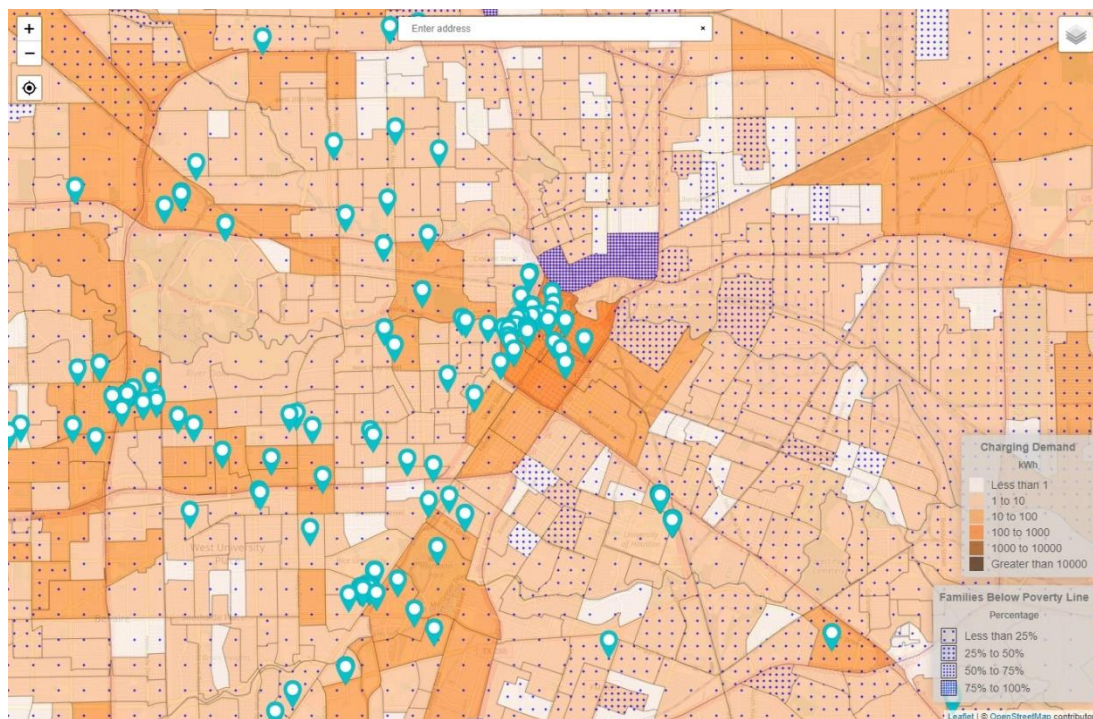 +
Enter address
×
−
West University
Bellaire
Charging Demand
kWh
Less than 1
1 to 10
10 to 100
100 to 1000
1000 to 10000
Greater than 10000
Families Below Poverty Line
Percentage
Less than 25%
25% to 50%
50% to 75%
75% to 100%
Leaflet | © OpenStreetMap contributor